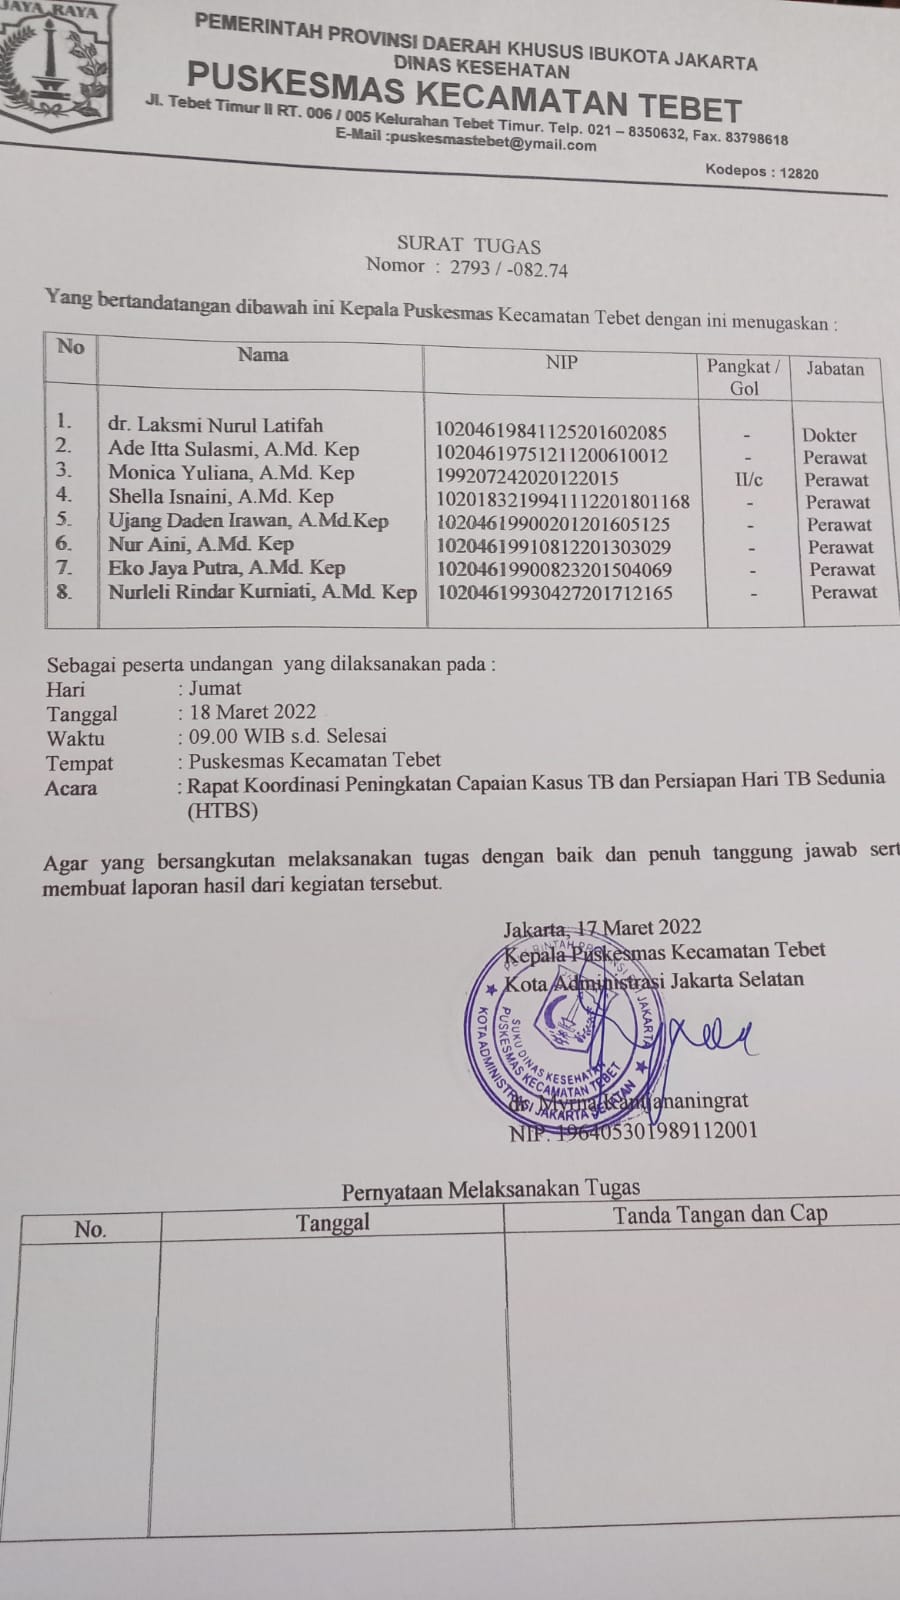 JAYA RAYA
PEMERINTAH PROVINSI DAERAH KHUSUS IBUKOTA JAKARTA
DINAS KESEHATAN
PUSKESMAS KECAMATAN TEBET
Jl. Tebet Timur II RT. 006 / 005 Kelurahan Tebet Timur. Telp. 021 – 8350632, Fax. 83798618
E-Mail :puskesmastebet@ymail.com
Kodepos : 12820
SURAT TUGAS
Nomor : 2793 / -082.74
Yang bertandatangan dibawah ini Kepala Puskesmas Kecamatan Tebet dengan ini menugaskan :
No Nama NIP Pangkat / Gol Jabatan
1. dr. Laksmi Nurul Latifah 10204619841125201602085 - Dokter
2. Ade Itta Sulasmi, A.Md. Kep 10204619751211200610012 - Perawat
3. Monica Yuliana, A.Md. Kep 199207242020122015 II/c Perawat
4. Shella Isnaini, A.Md. Kep 1020183219941112201801168 - Perawat
5. Ujang Daden Irawan, A.Md.Kep 10204619900201201605125 - Perawat
6. Nur Aini, A.Md. Kep 10204619910812201303029 - Perawat
7. Eko Jaya Putra, A.Md. Kep 10204619900823201504069 - Perawat
8. Nurleli Rindar Kurniati, A.Md. Kep 10204619930427201712165 - Perawat
Sebagai peserta undangan yang dilaksanakan pada :
Hari : Jumat
Tanggal : 18 Maret 2022
Waktu : 09.00 WIB s.d. Selesai
Tempat : Puskesmas Kecamatan Tebet
Acara : Rapat Koordinasi Peningkatan Capaian Kasus TB dan Persiapan Hari TB Sedunia
(HTBS)
Agar yang bersangkutan melaksanakan tugas dengan baik dan penuh tanggung jawab sert
membuat laporan hasil dari kegiatan tersebut.
Jakarta, 17 Maret 2022
Kepala Puskesmas Kecamatan Tebet
Kota Administrasi Jakarta Selatan
SUKU DINAS KESEHATAN
PUSKESMAS KECAMATAN TEBET
KOTA ADMINISTRASI JAKARTA SELATAN
NIP. 196405301989112001
Pernyataan Melaksanakan Tugas
No. Tanggal Tanda Tangan dan Cap